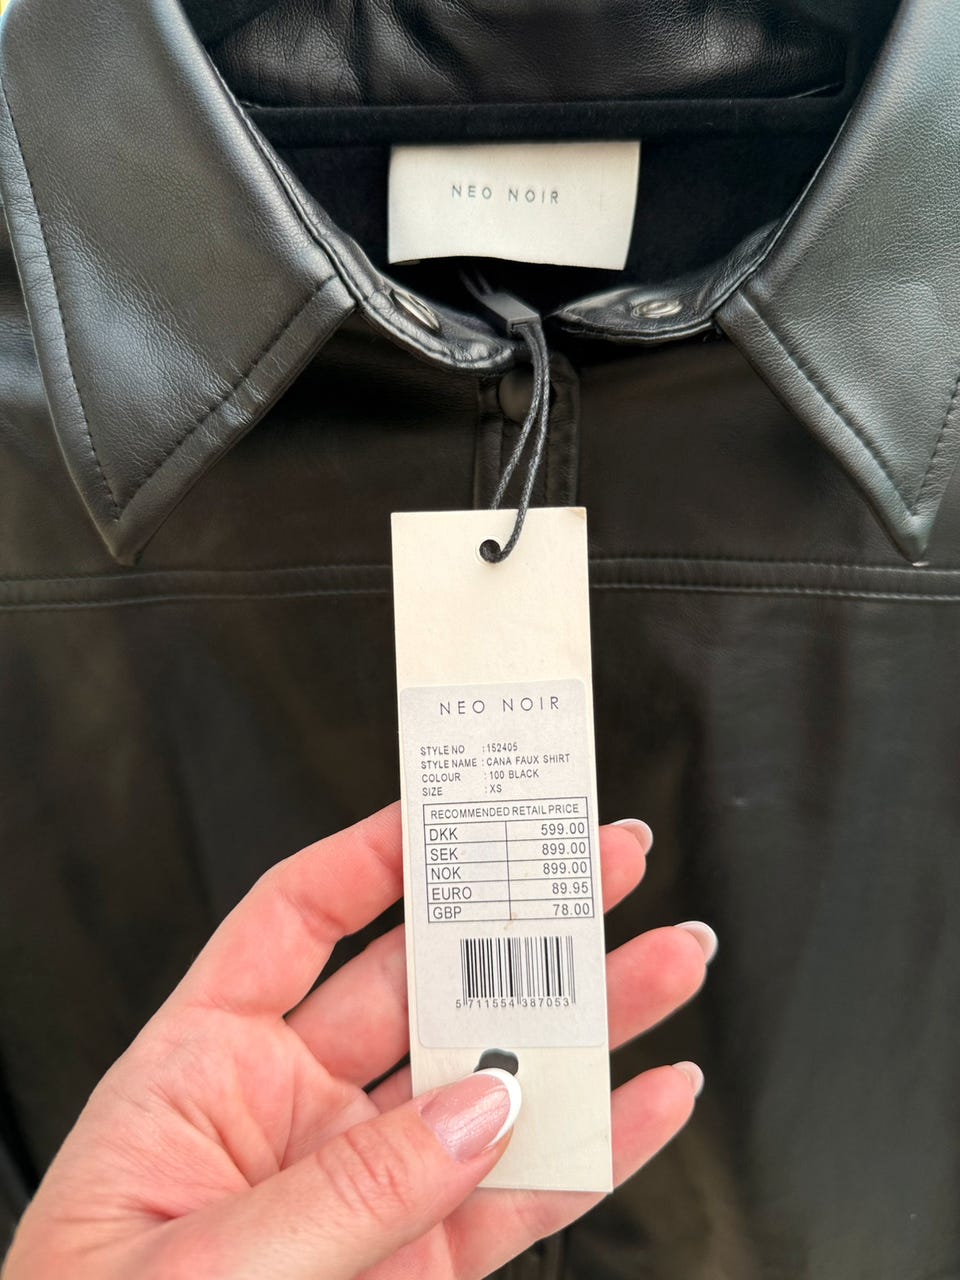 NEO NOIR
NEO NOIR
STYLE NO : 152405
STYLE NAME : CANA FAUX SHIRT
COLOUR : 100 BLACK
SIZE : XS
RECOMMENDED RETAIL PRICE
DKK 599.00
SEK 899.00
NOK 899.00
EURO 89.95
GBP 78.00
5 711554 387053